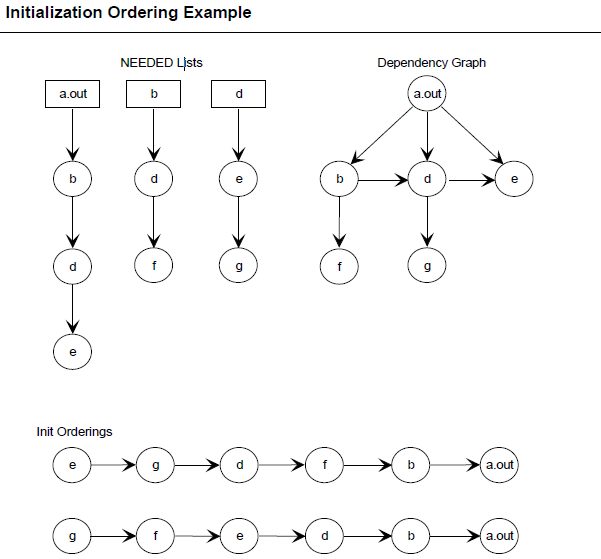 Initialization Ordering Example
NEEDED Lists
Dependency Graph
a.out b d
b d e
d f g
e
a.out
b d e
f g
Init Orderings
e g d f b a.out
g f e d b a.out